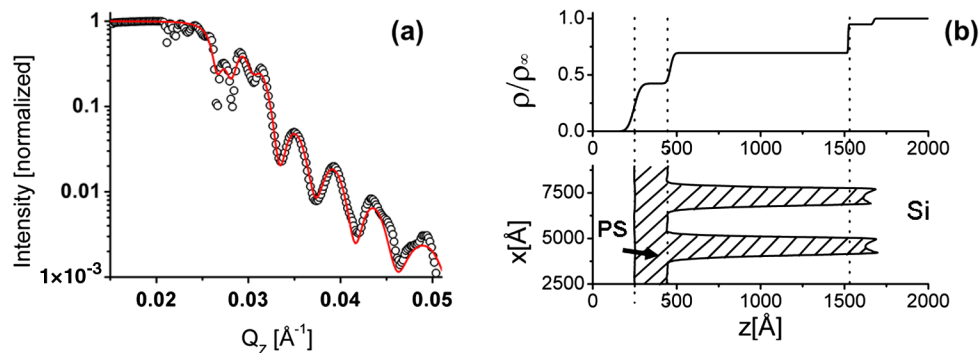 (a)
Intensity [normalized]
1
0.1
0.01
1×10⁻³
0.02 0.03 0.04 0.05
Q_Z [Å⁻¹]
(b)
ρ/ρ∞
1.0
0.5
0.0
0 500 1000 1500 2000
x[Å]
7500
5000
2500
PS
Si
0 500 1000 1500 2000
z[Å]